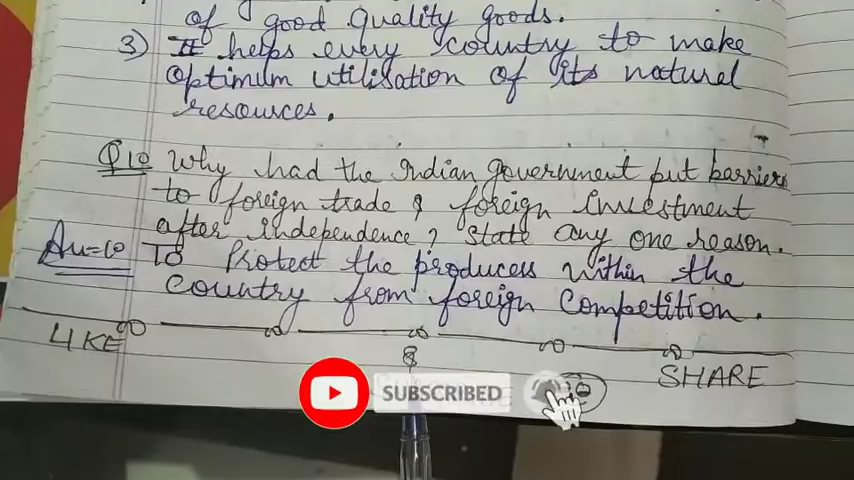 of good quality goods.
3) It helps every country to make
optimum utilisation of its natural
resources.
Q10 Why had the Indian government put barriers
to foreign trade & foreign investment
after independence? State any one reason.
Ans=10 To Protect the producers within the
Country from foreign Competition.
LIKE & SHARE
SUBSCRIBED